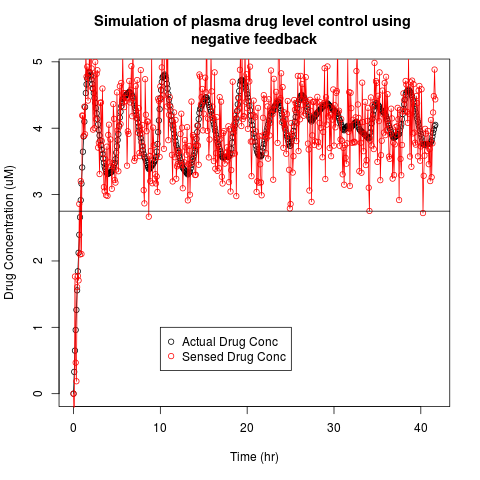 Simulation of plasma drug level control using
negative feedback
Drug Concentration (uM)
5
4
3
2
1
0
Actual Drug Conc
Sensed Drug Conc
0 10 20 30 40
Time (hr)